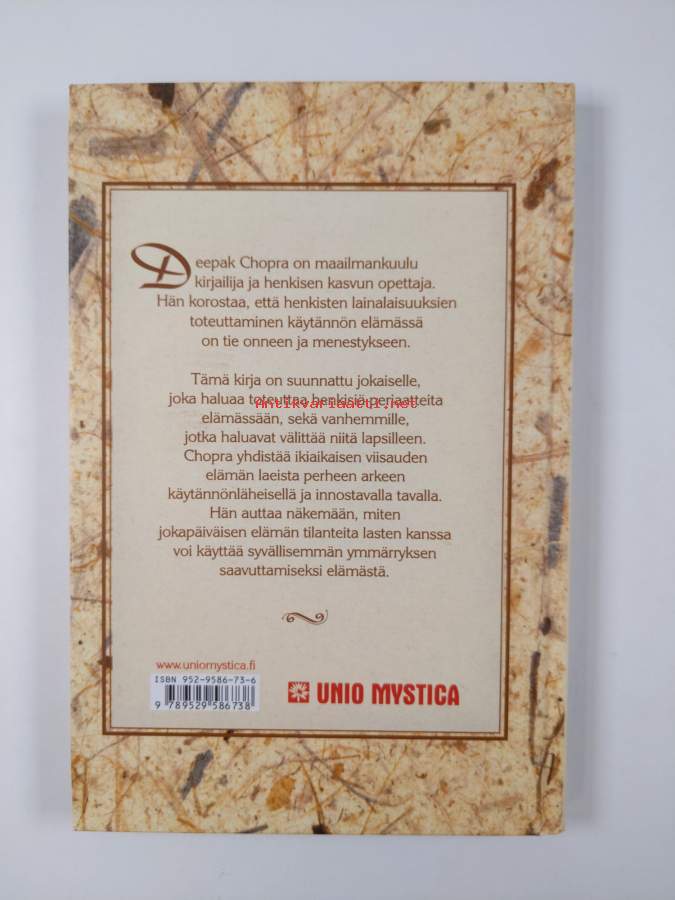 Deepak Chopra on maailmankuulu
kirjailija ja henkisen kasvun opettaja.
Hän korostaa, että henkisten lainalaisuuksien
toteuttaminen käytännön elämässä
on tie onneen ja menestykseen.
Tämä kirja on suunnattu jokaiselle,
joka haluaa toteuttaa henkisiä periaatteita
antikvariaatti.net
elämässään, sekä vanhemmille,
jotka haluavat välittää niitä lapsilleen.
Chopra yhdistää ikiaikaisen viisauden
elämän laeista perheen arkeen
käytännönläheisellä ja innostavalla tavalla.
Hän auttaa näkemään, miten
jokapäiväisen elämän tilanteita lasten kanssa
voi käyttää syvällisemmän ymmärryksen
saavuttamiseksi elämästä.
www.uniomystica.fi
ISBN 952-9586-73-6
9 789529 586738
UNIO MYSTICA